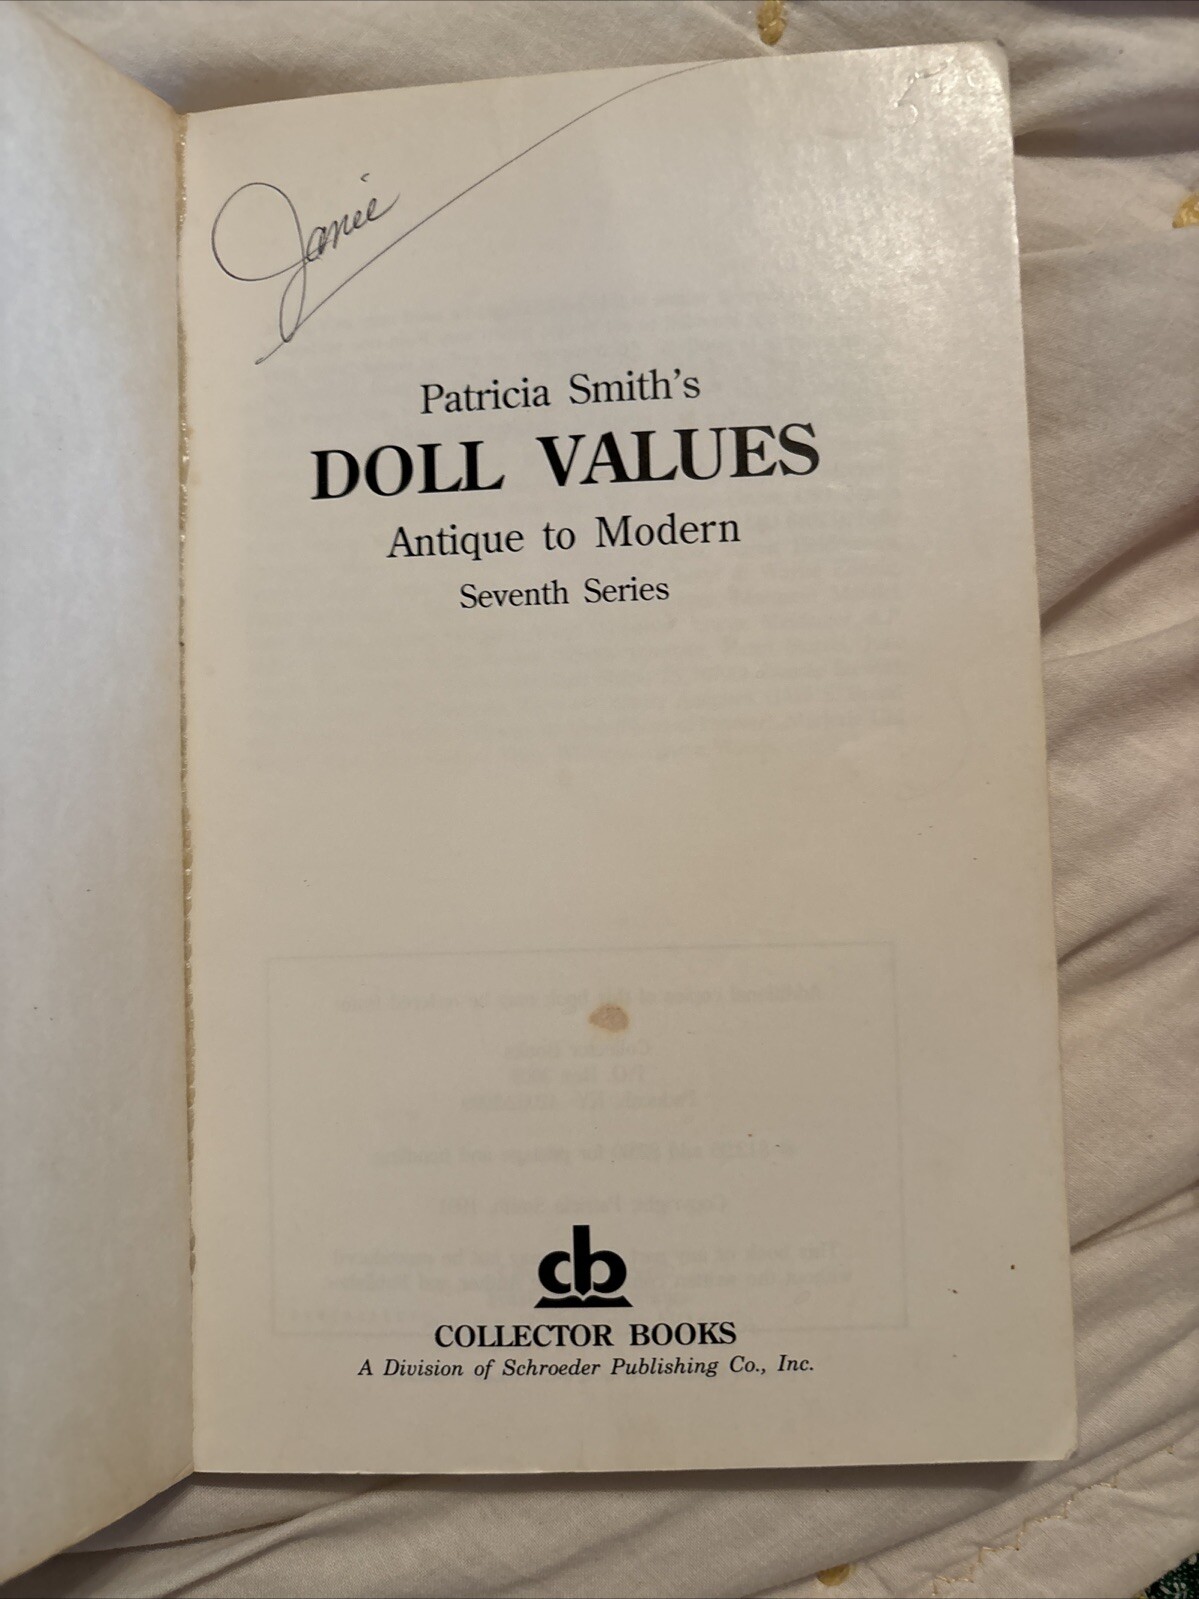 Janie
Patricia Smith's
DOLL VALUES
Antique to Modern
Seventh Series
cb
COLLECTOR BOOKS
A Division of Schroeder Publishing Co., Inc.